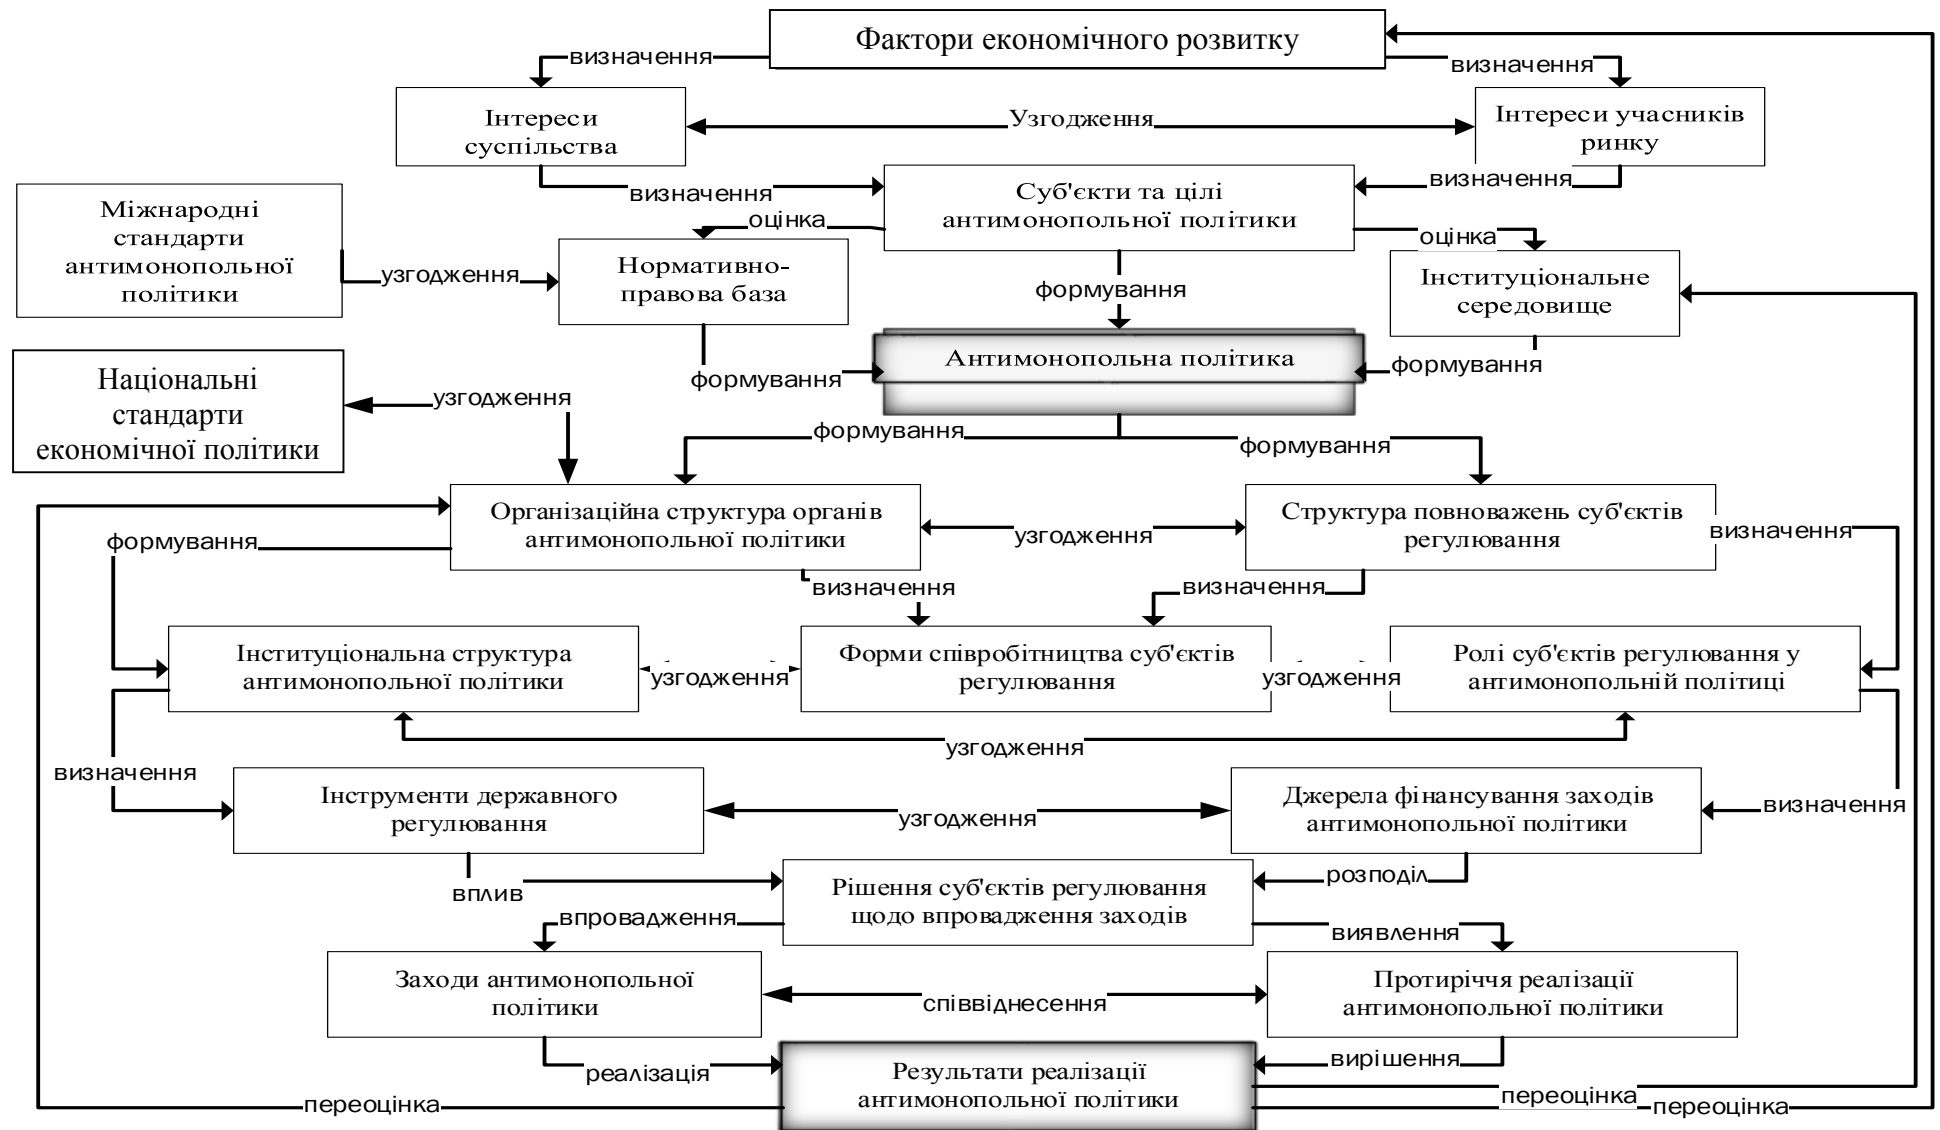 Фактори економічного розвитку
визначення
визначення
Інтереси
суспільства
Узгодження
Інтереси учасників
ринку
визначення
визначення
Суб'єкти та цілі
антимонопольної політики
Міжнародні
стандарти
антимонопольної
політики
оцінка
оцінка
узгодження
Нормативно-
правова база
формування
Інституціональне
середовище
Антимонопольна політика
формування
формування
Національні
стандарти
економічної політики
узгодження
формування
формування
Організаційна структура органів
антимонопольної політики
узгодження
Структура повноважень суб'єктів
регулювання
визначення
формування
визначення
визначення
Інституціональна структура
антимонопольної політики
узгодження
Форми співробітництва суб'єктів
регулювання
узгодження
Ролі суб'єктів регулювання у
антимонопольній політиці
узгодження
визначення
Інструменти державного
регулювання
узгодження
Джерела фінансування заходів
антимонопольної політики
визначення
вплив
Рішення суб'єктів регулювання
щодо впровадження заходів
розподіл
впровадження
виявлення
Заходи антимонопольної
політики
співвіднесення
Протиріччя реалізації
антимонопольної політики
реалізація
Результати реалізації
антимонопольної політики
вирішення
переоцінка
переоцінка
переоцінка